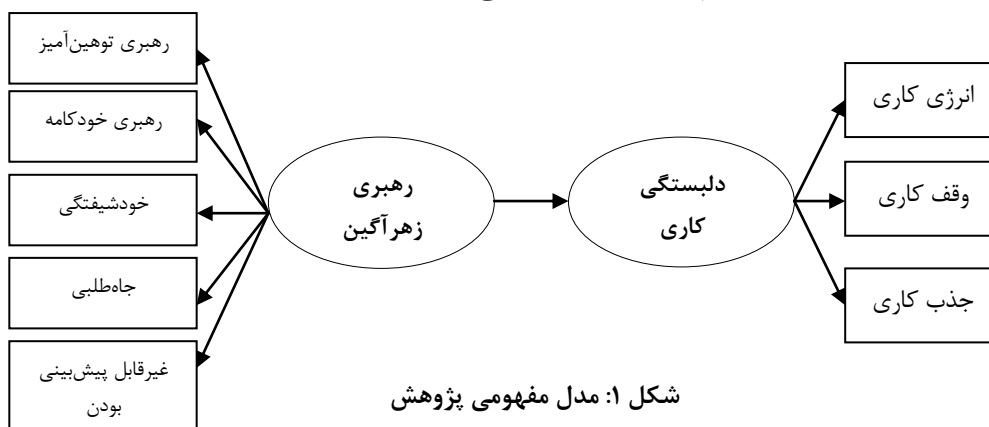 رهبری توهین‌آمیز
رهبری خودکامه
خودشیفتگی
جاه‌طلبی
غیرقابل پیش‌بینی
بودن
رهبری
زهرآگین
دلبستگی
کاری
انرژی کاری
وقف کاری
جذب کاری
شکل ۱: مدل مفهومی پژوهش